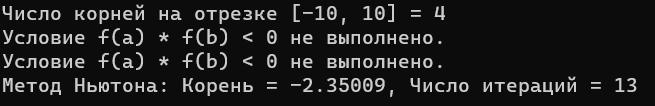 Число корней на отрезке [-10, 10] = 4
Условие f(a) * f(b) < 0 не выполнено.
Условие f(a) * f(b) < 0 не выполнено.
Метод Ньютона: Корень = -2.35009, Число итераций = 13